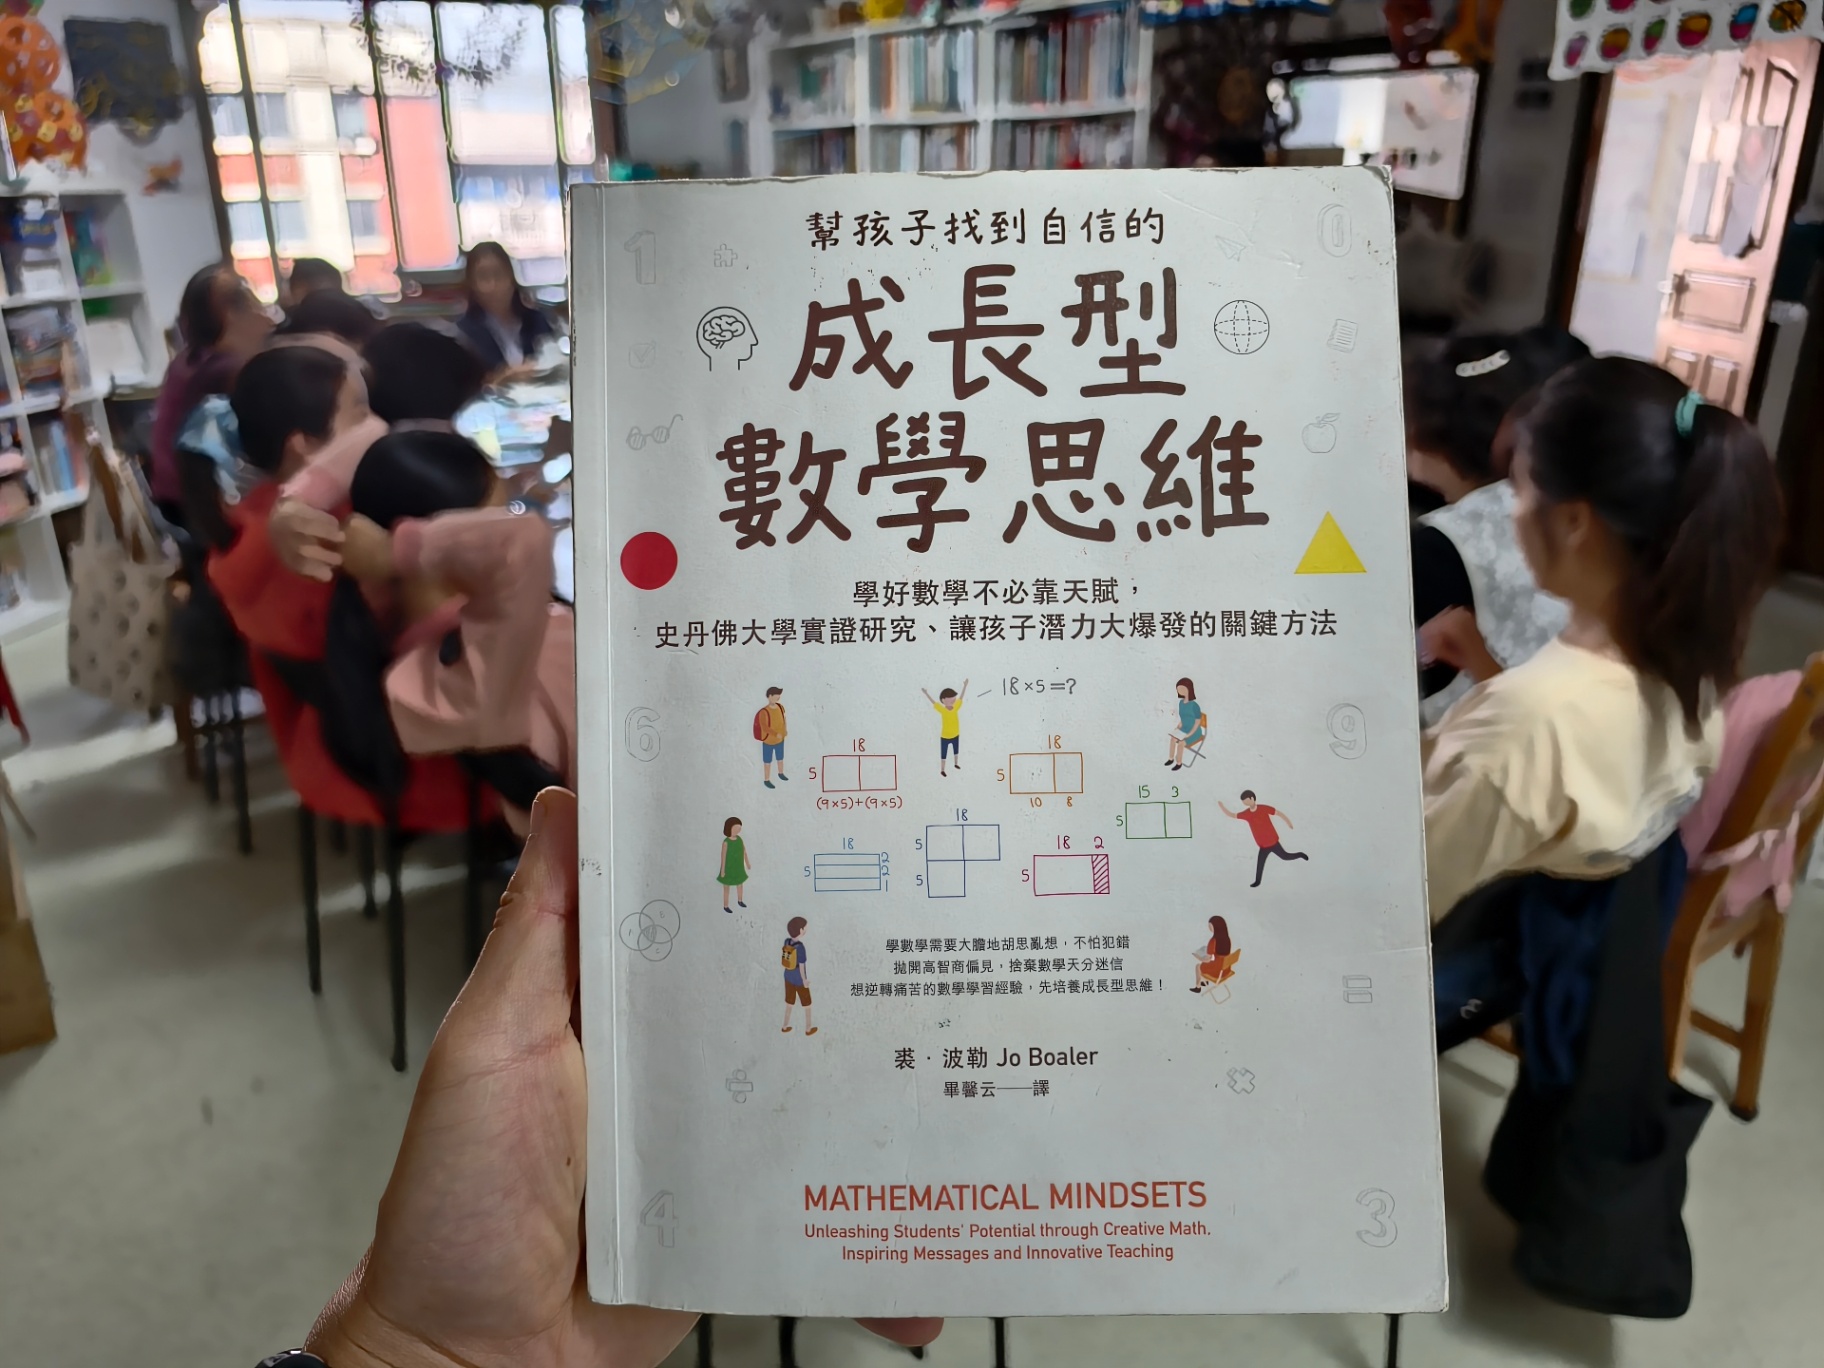 幫孩子找到自信的
成長型
數學思維
學好數學不必靠天賦，
史丹佛大學實證研究、讓孩子潛力大爆發的關鍵方法
18×5=?
18
5
(9×5)+(9×5)
18
5
10 8
15 3
5
18
5
2
2
1
18
5
5
18 2
5
學數學需要大膽地胡思亂想，不怕犯錯
拋開高智商偏見，捨棄數學天分迷信
想逆轉痛苦的數學學習經驗，先培養成長型思維！
裘．波勒 Jo Boaler
畢馨云——譯
MATHEMATICAL MINDSETS
Unleashing Students' Potential through Creative Math,
Inspiring Messages and Innovative Teaching
1
0
6
9
4
3